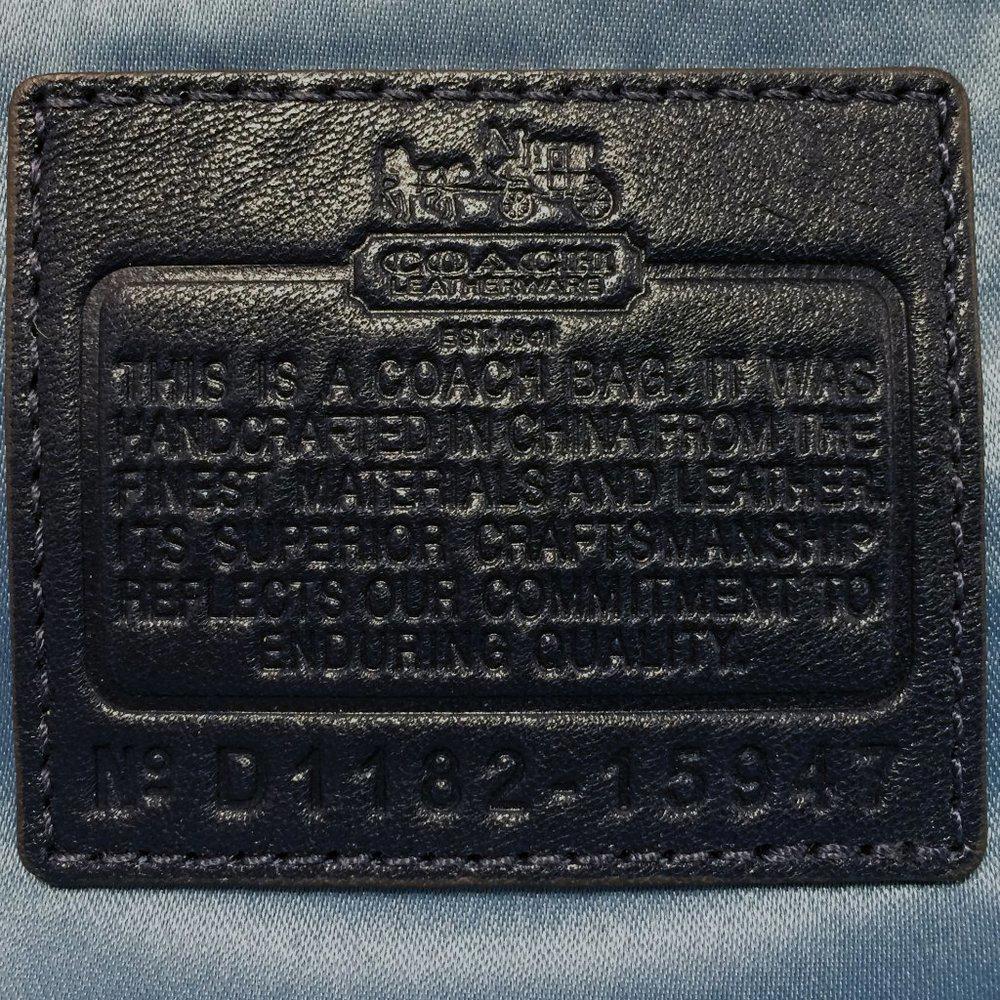 COACH
LEATHERWARE
EST. 1941
THIS IS A COACH BAG. IT WAS
HANDCRAFTED IN CHINA FROM THE
FINEST MATERIALS AND LEATHER.
ITS SUPERIOR CRAFTSMANSHIP
REFLECTS OUR COMMITMENT TO
ENDURING QUALITY.
Nº D1182-15947